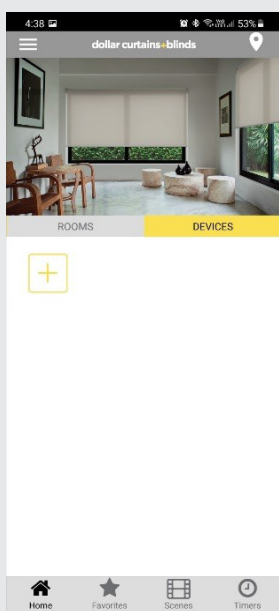 4:38 53%
dollar curtains+blinds
ROOMS DEVICES
Home Favorites Scenes Timers